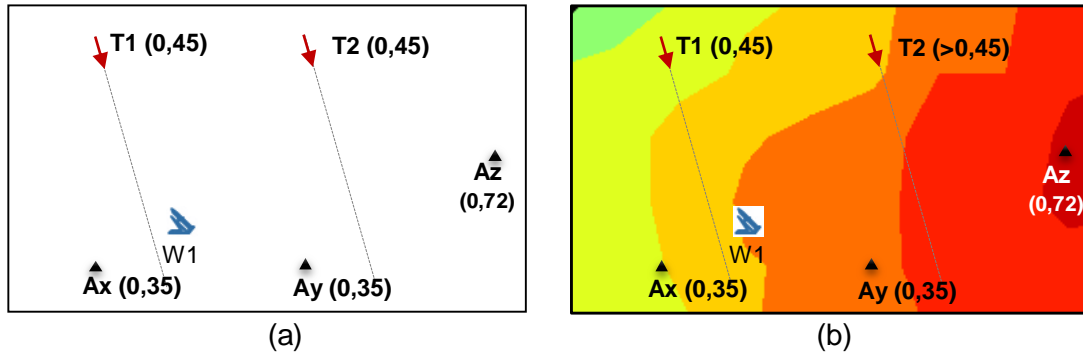 T1 (0,45)
T2 (0,45)
Az
(0,72)
W1
Ax (0,35)
Ay (0,35)
(a)
T1 (0,45)
T2 (>0,45)
Az
(0,72)
W1
Ax (0,35)
Ay (0,35)
(b)